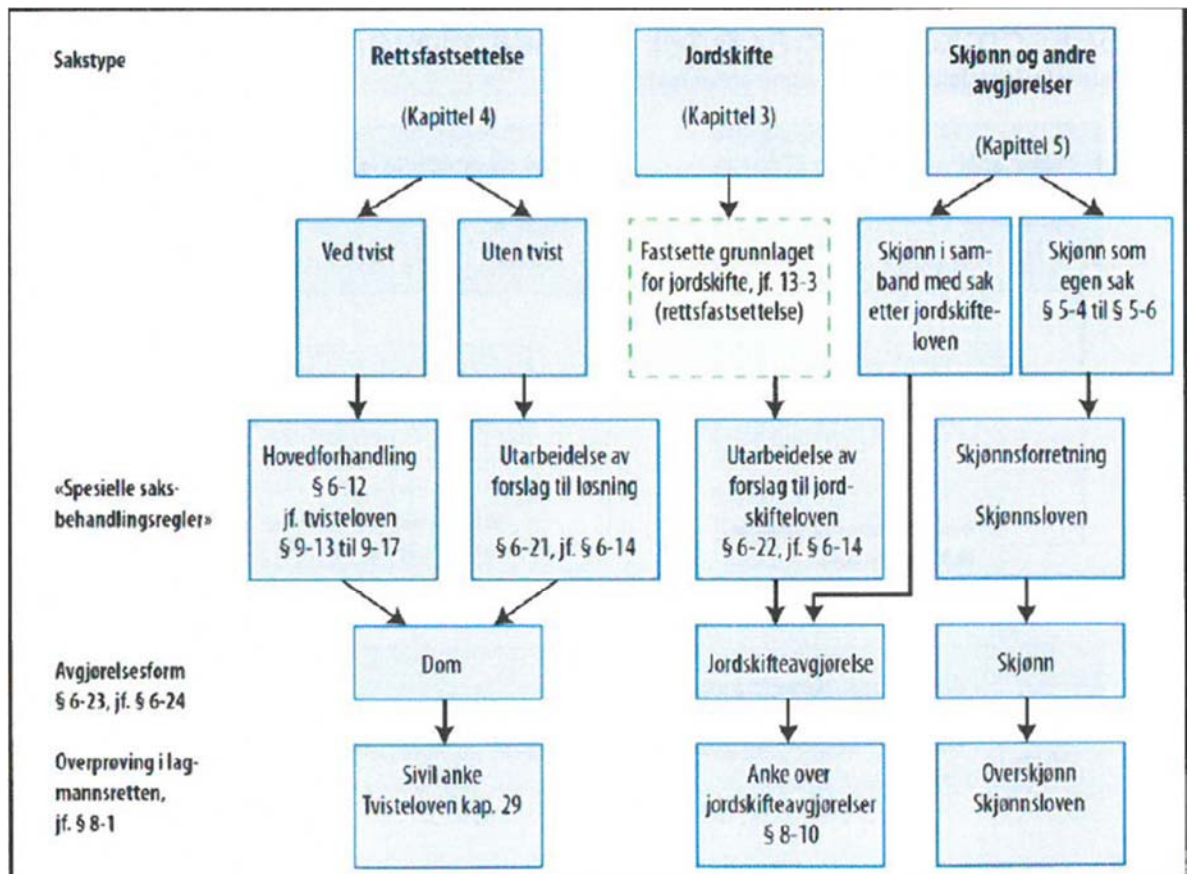 Sakstype
Rettsfastsettelse
(Kapittel 4)
Jordskifte
(Kapittel 3)
Skjønn og andre
avgjørelser
(Kapittel 5)
Ved tvist
Uten tvist
Fastsette grunnlaget
for jordskifte, jf. 13-3
(rettsfastsettelse)
Skjønn i sam-
band med sak
etter jordskifte-
loven
Skjønn som
egen sak
§ 5-4 til § 5-6
«Spesielle saks-
behandlingsregler»
Hovedforhandling
§ 6-12
jf. tvisteloven
§ 9-13 til 9-17
Utarbeidelse av
forslag til løsning
§ 6-21, jf. § 6-14
Utarbeidelse av
forslag til jord-
skifteloven
§ 6-22, jf. § 6-14
Skjønnsforretning
Skjønnsloven
Avgjørelsesform
§ 6-23, jf. § 6-24
Dom
Jordskifteavgjørelse
Skjønn
Overprøving i lag-
mannsretten,
jf. § 8-1
Sivil anke
Tvisteloven kap. 29
Anke over
jordskifteavgjørelser
§ 8-10
Overskjønn
Skjønnsloven